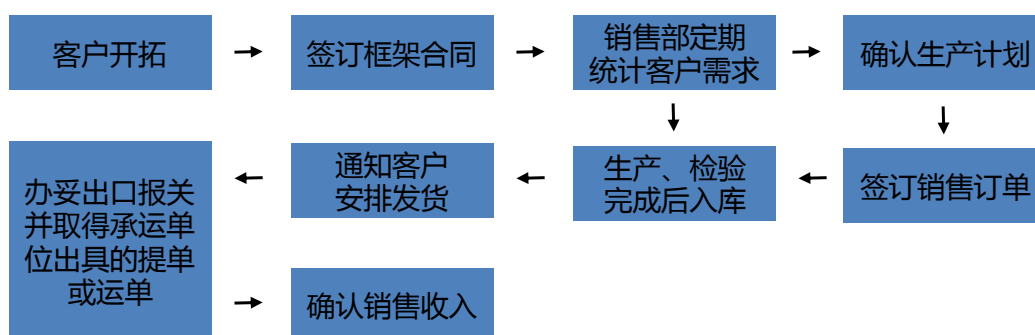 客户开拓
签订框架合同
销售部定期
统计客户需求
确认生产计划
签订销售订单
生产、检验
完成后入库
通知客户
安排发货
办妥出口报关
并取得承运单
位出具的提单
或运单
确认销售收入